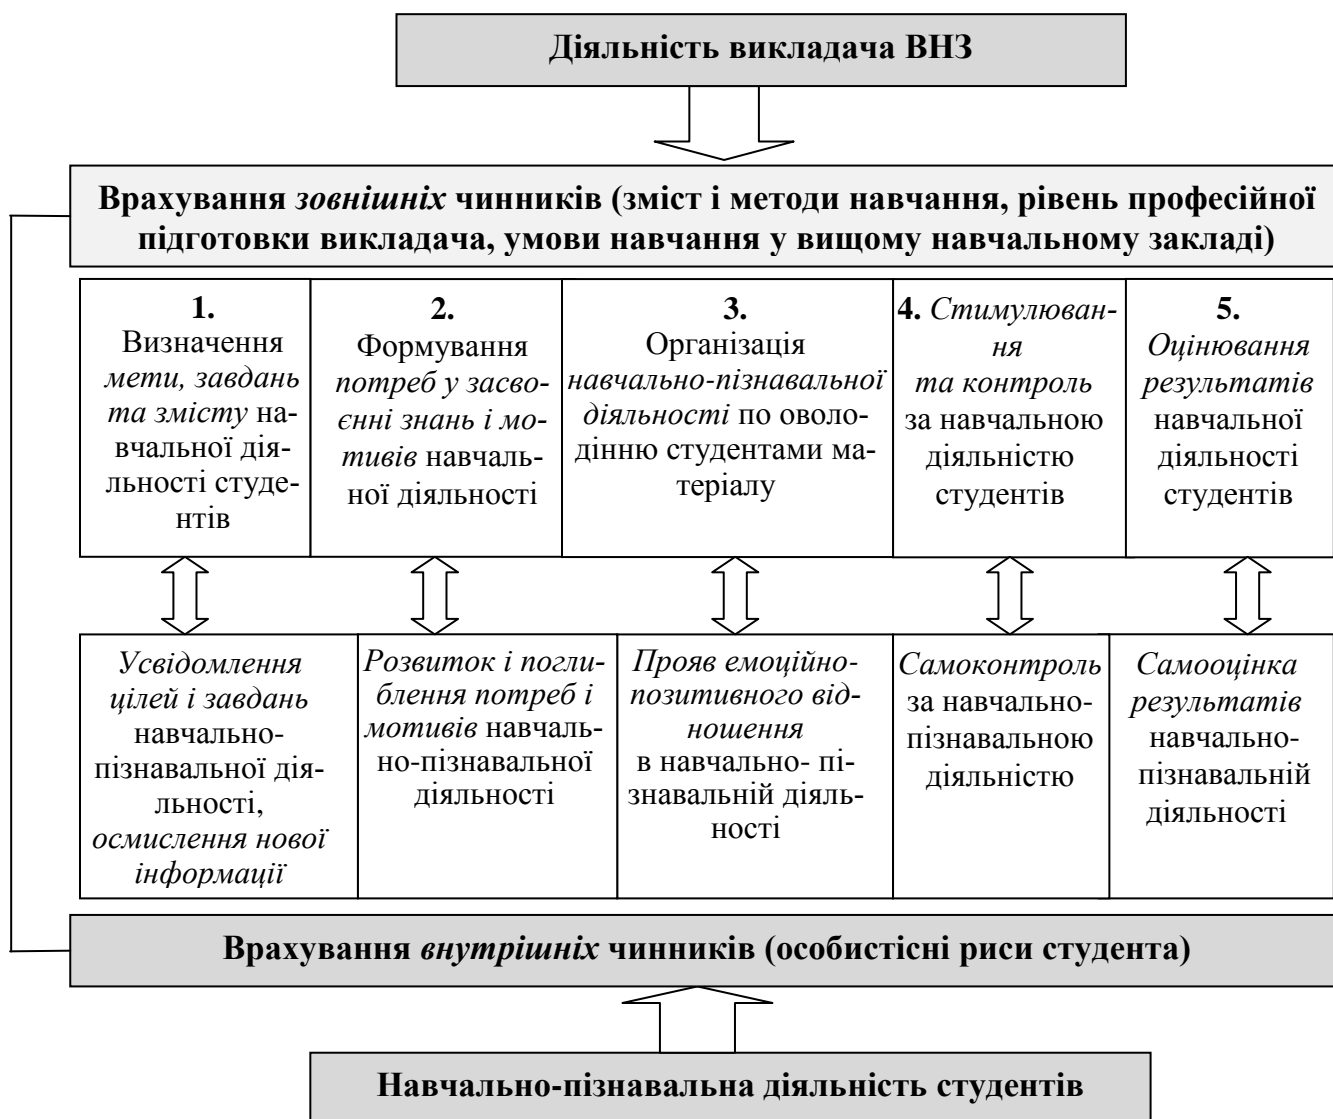 Діяльність викладача ВНЗ
Врахування зовнішніх чинників (зміст і методи навчання, рівень професійної
підготовки викладача, умови навчання у вищому навчальному закладі)
1.
Визначення
мети, завдань
та змісту на-
вчальної дія-
льності студе-
нтів
2.
Формування
потреб у засво-
єнні знань і мо-
тивів навчаль-
ної діяльності
3.
Організація
навчально-пізнавальної
діяльності по оволо-
дінню студентами ма-
теріалу
4. Стимулюван-
ня
та контроль
за навчальною
діяльністю
студентів
5.
Оцінювання
результатів
навчальної
діяльності
студентів
Усвідомлення
цілей і завдань
навчально-
пізнавальної дія-
льності,
осмислення нової
інформації
Розвиток і погли-
блення потреб і
мотивів навчаль-
но-пізнавальної
діяльності
Прояв емоційно-
позитивного від-
ношення
в навчально- пі-
знавальній діяль-
ності
Самоконтроль
за навчально-
пізнавальною
діяльністю
Самооцінка
результатів
навчально-
пізнавальній
діяльності
Врахування внутрішніх чинників (особистісні риси студента)
Навчально-пізнавальна діяльність студентів